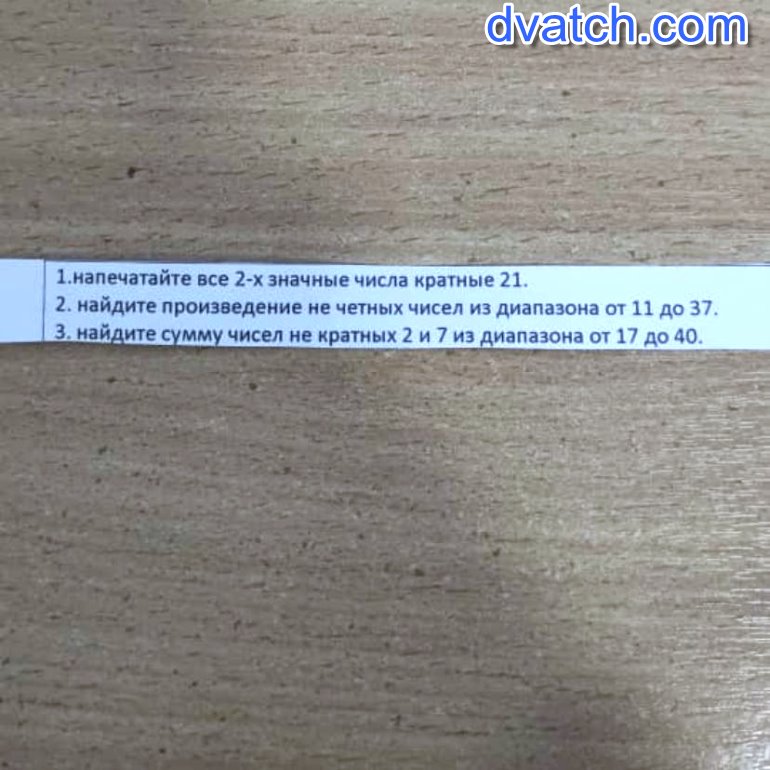 dvatch.com
1.напечатайте все 2-х значные числа кратные 21.
2. найдите произведение не четных чисел из диапазона от 11 до 37.
3. найдите сумму чисел не кратных 2 и 7 из диапазона от 17 до 40.